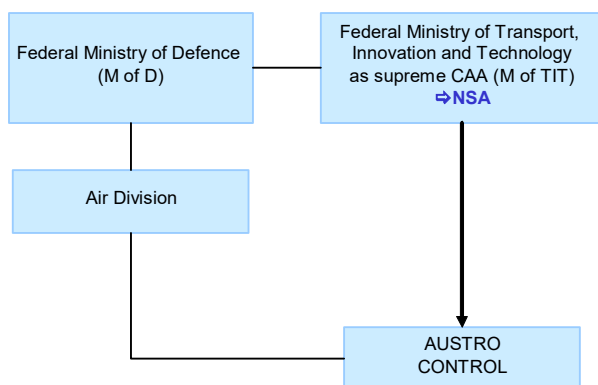 Federal Ministry of Defence
(M of D)
Federal Ministry of Transport,
Innovation and Technology
as supreme CAA (M of TIT)
⇨NSA
Air Division
AUSTRO
CONTROL